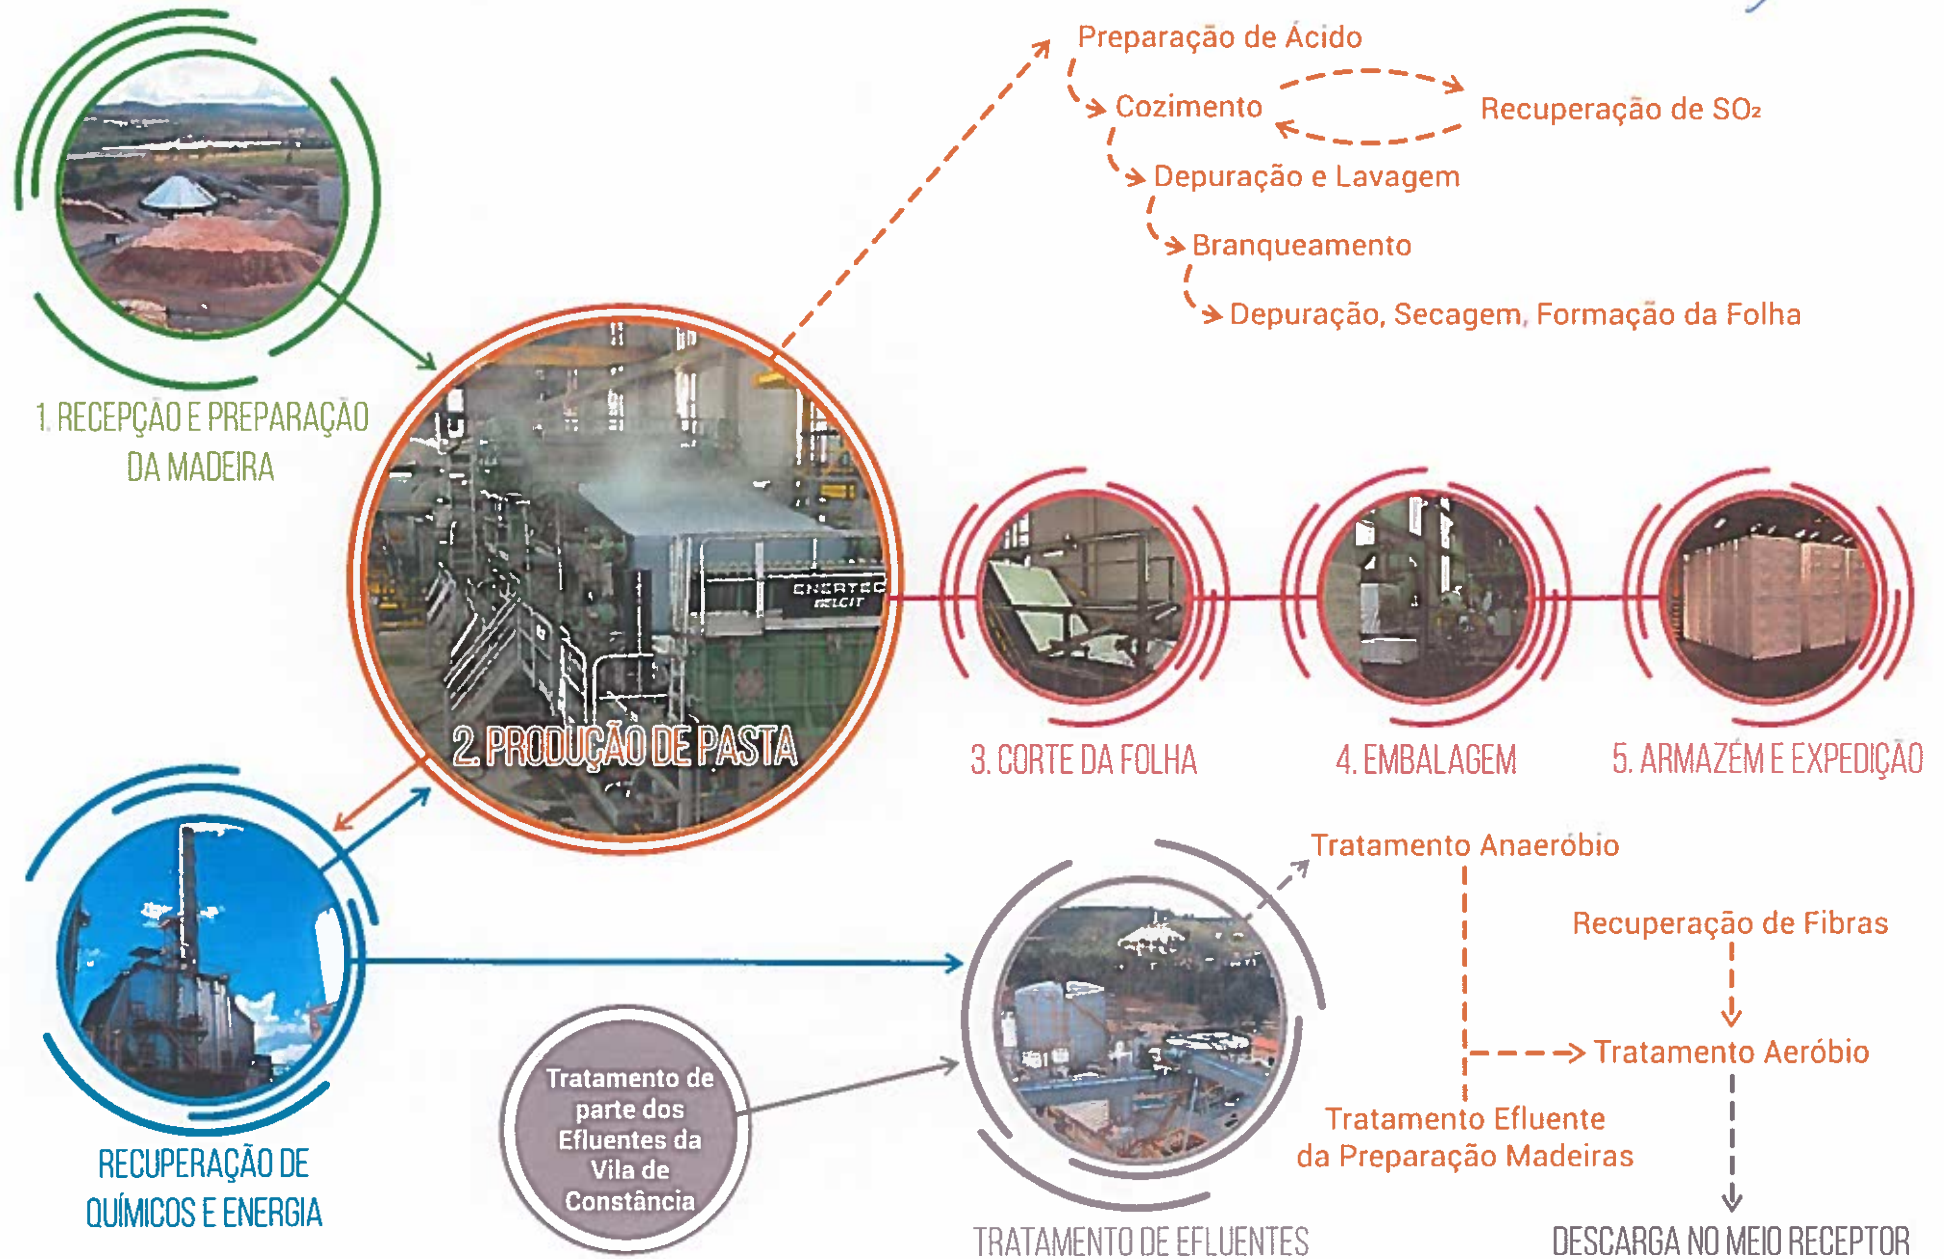 Preparação de Ácido
Cozimento
Recuperação de SO₂
Depuração e Lavagem
Branqueamento
Depuração, Secagem, Formação da Folha
1. RECEPÇÃO E PREPARAÇÃO
DA MADEIRA
ENERTEC
BELCIT
2. PRODUÇÃO DE PASTA
3. CORTE DA FOLHA
4. EMBALAGEM
5. ARMAZÉM E EXPEDIÇÃO
Tratamento Anaeróbio
Recuperação de Fibras
Tratamento Aeróbio
Tratamento Efluente
da Preparação Madeiras
Tratamento de
parte dos
Efluentes da
Vila de
Constância
RECUPERAÇÃO DE
QUÍMICOS E ENERGIA
TRATAMENTO DE EFLUENTES
DESCARGA NO MEIO RECEPTOR